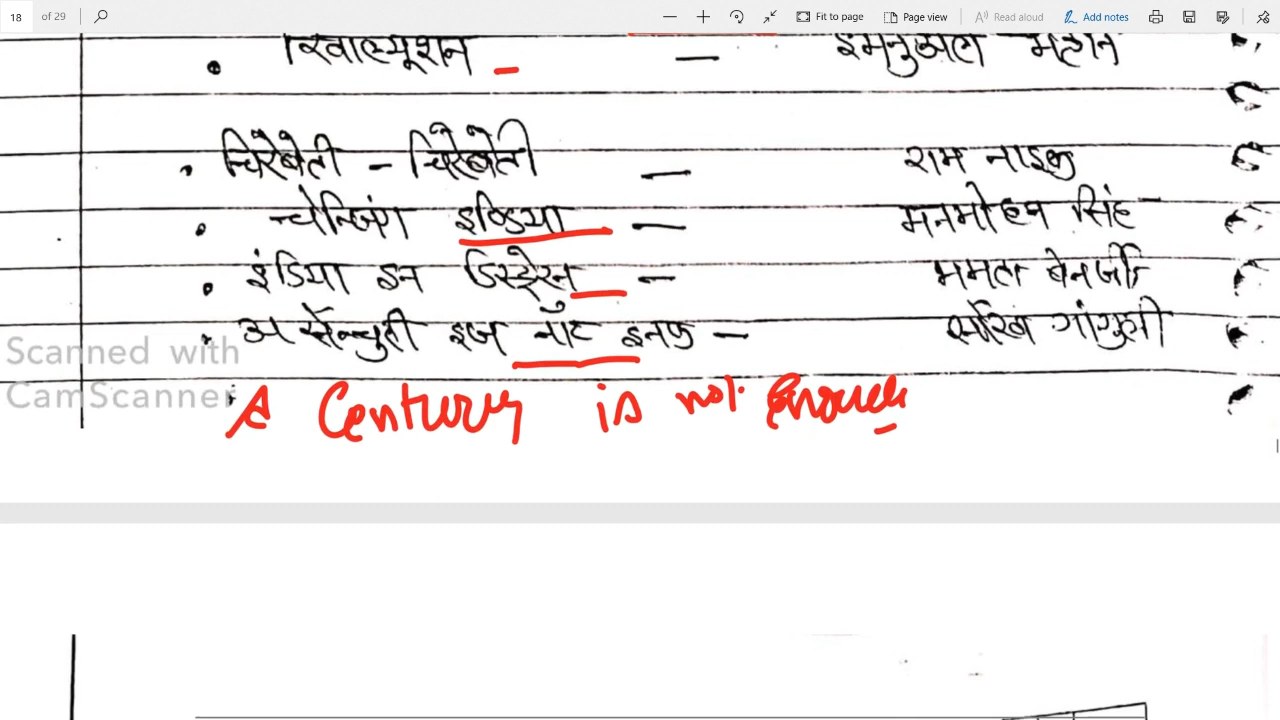 18 of 29 Fit to page Page view Read aloud Add notes
रिवोल्यूशन — इमनुअल
चिरैबेती - चिरैबेती — राम नाइक
चेन्जिंग इण्डिया — मनमोहन सिंह
इंडिया इन डिस्ट्रेस — ममता बेनर्जी
अ सेन्चुरी इज नॉट इनफ — सौरव गांगुली
Scanned with
CamScanner
A Century is not Enough